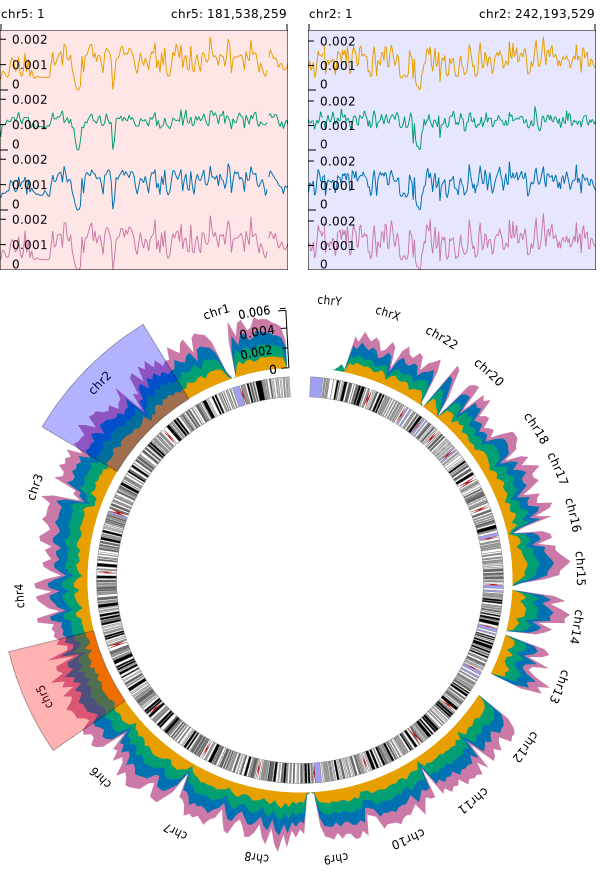 chr5: 1 chr5: 181,538,259 chr2: 1 chr2: 242,193,529
0.002 0.002
0.001 0.001
0 0
0.002 0.002
0.001 0.001
0 0
0.002 0.002
0.001 0.001
0 0
0.002 0.002
0.001 0.001
0 0
chrY
chrX
chr22
chr20
chr18
chr17
chr16
chr15
chr14
chr13
chr12
chr11
chr10
chr9
chr8
chr7
chr6
chr5
chr4
chr3
chr2
chr1
0.006
0.004
0.002
0